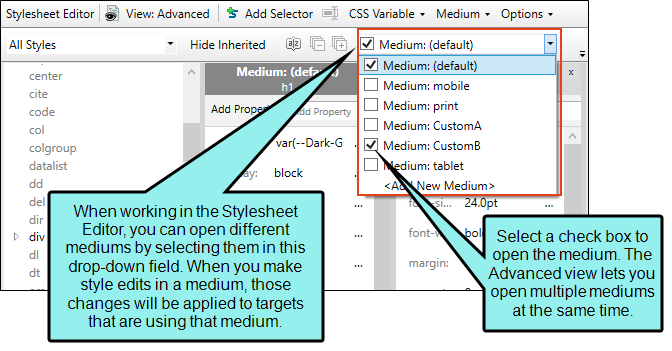 Stylesheet Editor View: Advanced Add Selector CSS Variable Medium Options
All Styles Hide Inherited Medium: (default)
center
cite
code
col
colgroup
datalist
dd
del
dir
div
dl
dt
Medium: (default) x
h1
Add Property Add Property
var(--Dark-G ...
block ...
Medium: (default)
Medium: mobile
Medium: print
Medium: CustomA
Medium: CustomB
Medium: tablet
<Add New Medium>
24.0pt ...
margin:
When working in the Stylesheet
Editor, you can open different
mediums by selecting them in this
drop-down field. When you make
style edits in a medium, those
changes will be applied to targets
that are using that medium.
Select a check box to
open the medium. The
Advanced view lets you
open multiple mediums
at the same time.